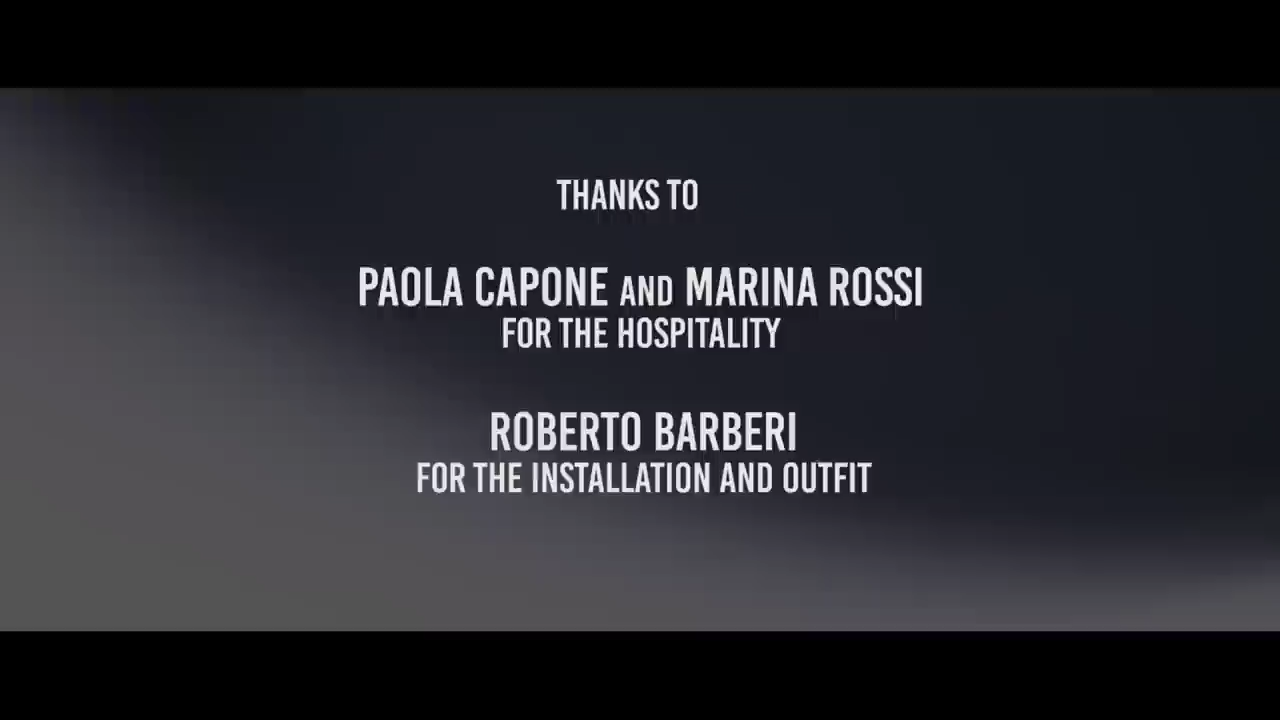 THANKS TO
PAOLA CAPONE AND MARINA ROSSI
FOR THE HOSPITALITY
ROBERTO BARBERI
FOR THE INSTALLATION AND OUTFIT